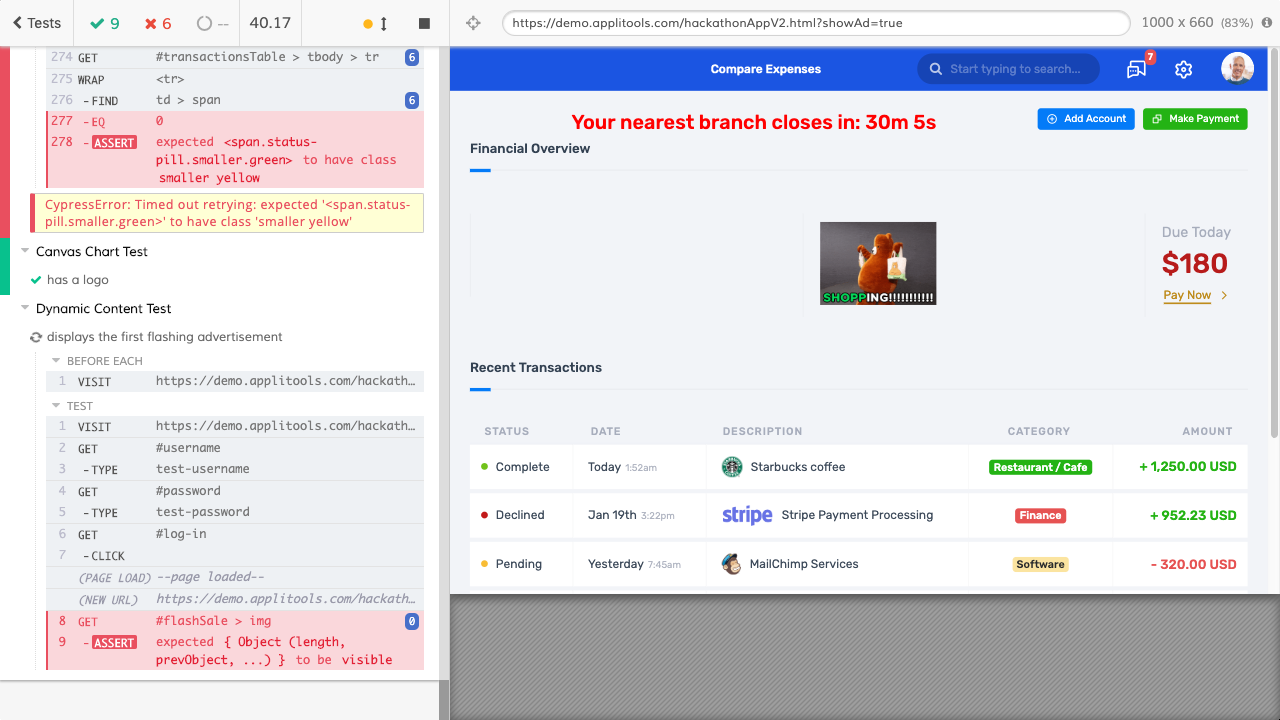 Tests
9
6
--
40.17
https://demo.applitools.com/hackathonAppV2.html?showAd=true
1000 x 660 (83%)
274 GET #transactionsTable > tbody > tr 6
275 WRAP <tr>
276 - FIND td > span 6
277 - EQ 0
278 - ASSERT expected <span.status-
pill.smaller.green> to have class
smaller yellow
CypressError: Timed out retrying: expected '<span.status-
pill.smaller.green>' to have class 'smaller yellow'
Canvas Chart Test
has a logo
Dynamic Content Test
displays the first flashing advertisement
BEFORE EACH
1 VISIT https://demo.applitools.com/hackath…
TEST
1 VISIT https://demo.applitools.com/hackath…
2 GET #username
3 - TYPE test-username
4 GET #password
5 - TYPE test-password
6 GET #log-in
7 - CLICK
(PAGE LOAD) --page loaded--
(NEW URL) https://demo.applitools.com/hackath…
8 GET #flashSale > img 0
9 - ASSERT expected { Object (length,
prevObject, ...) } to be visible
Compare Expenses
Start typing to search...
7
Your nearest branch closes in: 30m 5s
Add Account
Make Payment
Financial Overview
SHOPPING!!!!!!!!!!!
Due Today
$180
Pay Now
Recent Transactions
STATUS DATE DESCRIPTION CATEGORY AMOUNT
Complete Today 1:52am Starbucks coffee Restaurant / Cafe + 1,250.00 USD
Declined Jan 19th 3:22pm stripe Stripe Payment Processing Finance + 952.23 USD
Pending Yesterday 7:45am MailChimp Services Software - 320.00 USD